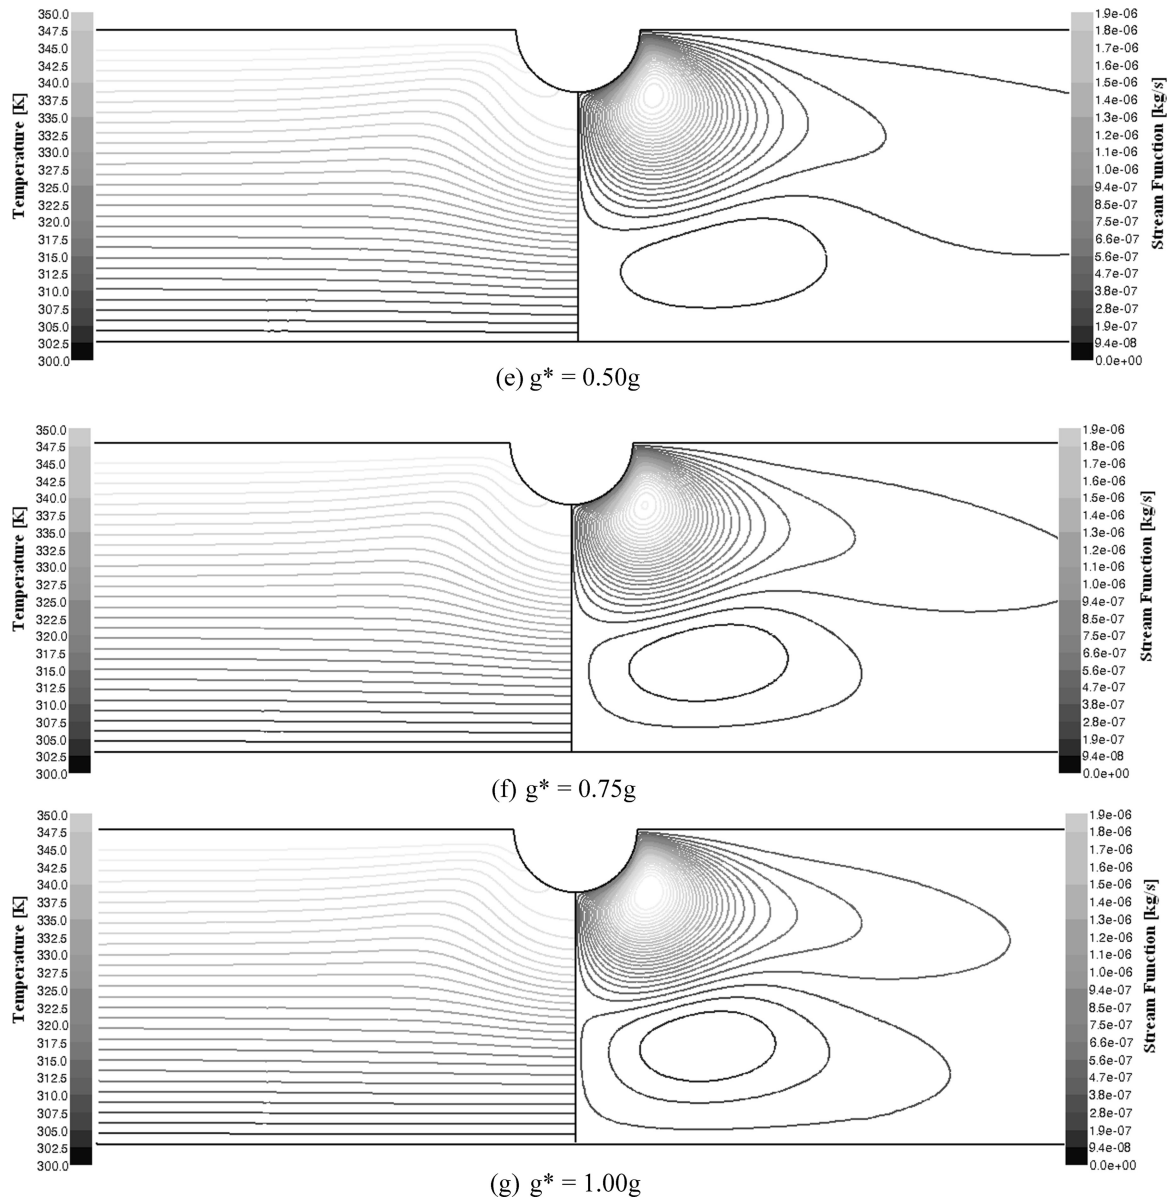 Temperature [K]
350.0
347.5
345.0
342.5
340.0
337.5
335.0
332.5
330.0
327.5
325.0
322.5
320.0
317.5
315.0
312.5
310.0
307.5
305.0
302.5
300.0
1.9e-06
1.8e-06
1.7e-06
1.6e-06
1.5e-06
1.4e-06
1.3e-06
1.2e-06
1.1e-06
1.0e-06
9.4e-07
8.5e-07
7.5e-07
6.6e-07
5.6e-07
4.7e-07
3.8e-07
2.8e-07
1.9e-07
9.4e-08
0.0e+00
Stream Function [kg/s]
(e) g* = 0.50g
Temperature [K]
350.0
347.5
345.0
342.5
340.0
337.5
335.0
332.5
330.0
327.5
325.0
322.5
320.0
317.5
315.0
312.5
310.0
307.5
305.0
302.5
300.0
1.9e-06
1.8e-06
1.7e-06
1.6e-06
1.5e-06
1.4e-06
1.3e-06
1.2e-06
1.1e-06
1.0e-06
9.4e-07
8.5e-07
7.5e-07
6.6e-07
5.6e-07
4.7e-07
3.8e-07
2.8e-07
1.9e-07
9.4e-08
0.0e+00
Stream Function [kg/s]
(f) g* = 0.75g
Temperature [K]
350.0
347.5
345.0
342.5
340.0
337.5
335.0
332.5
330.0
327.5
325.0
322.5
320.0
317.5
315.0
312.5
310.0
307.5
305.0
302.5
300.0
1.9e-06
1.8e-06
1.7e-06
1.6e-06
1.5e-06
1.4e-06
1.3e-06
1.2e-06
1.1e-06
1.0e-06
9.4e-07
8.5e-07
7.5e-07
6.6e-07
5.6e-07
4.7e-07
3.8e-07
2.8e-07
1.9e-07
9.4e-08
0.0e+00
Stream Function [kg/s]
(g) g* = 1.00g